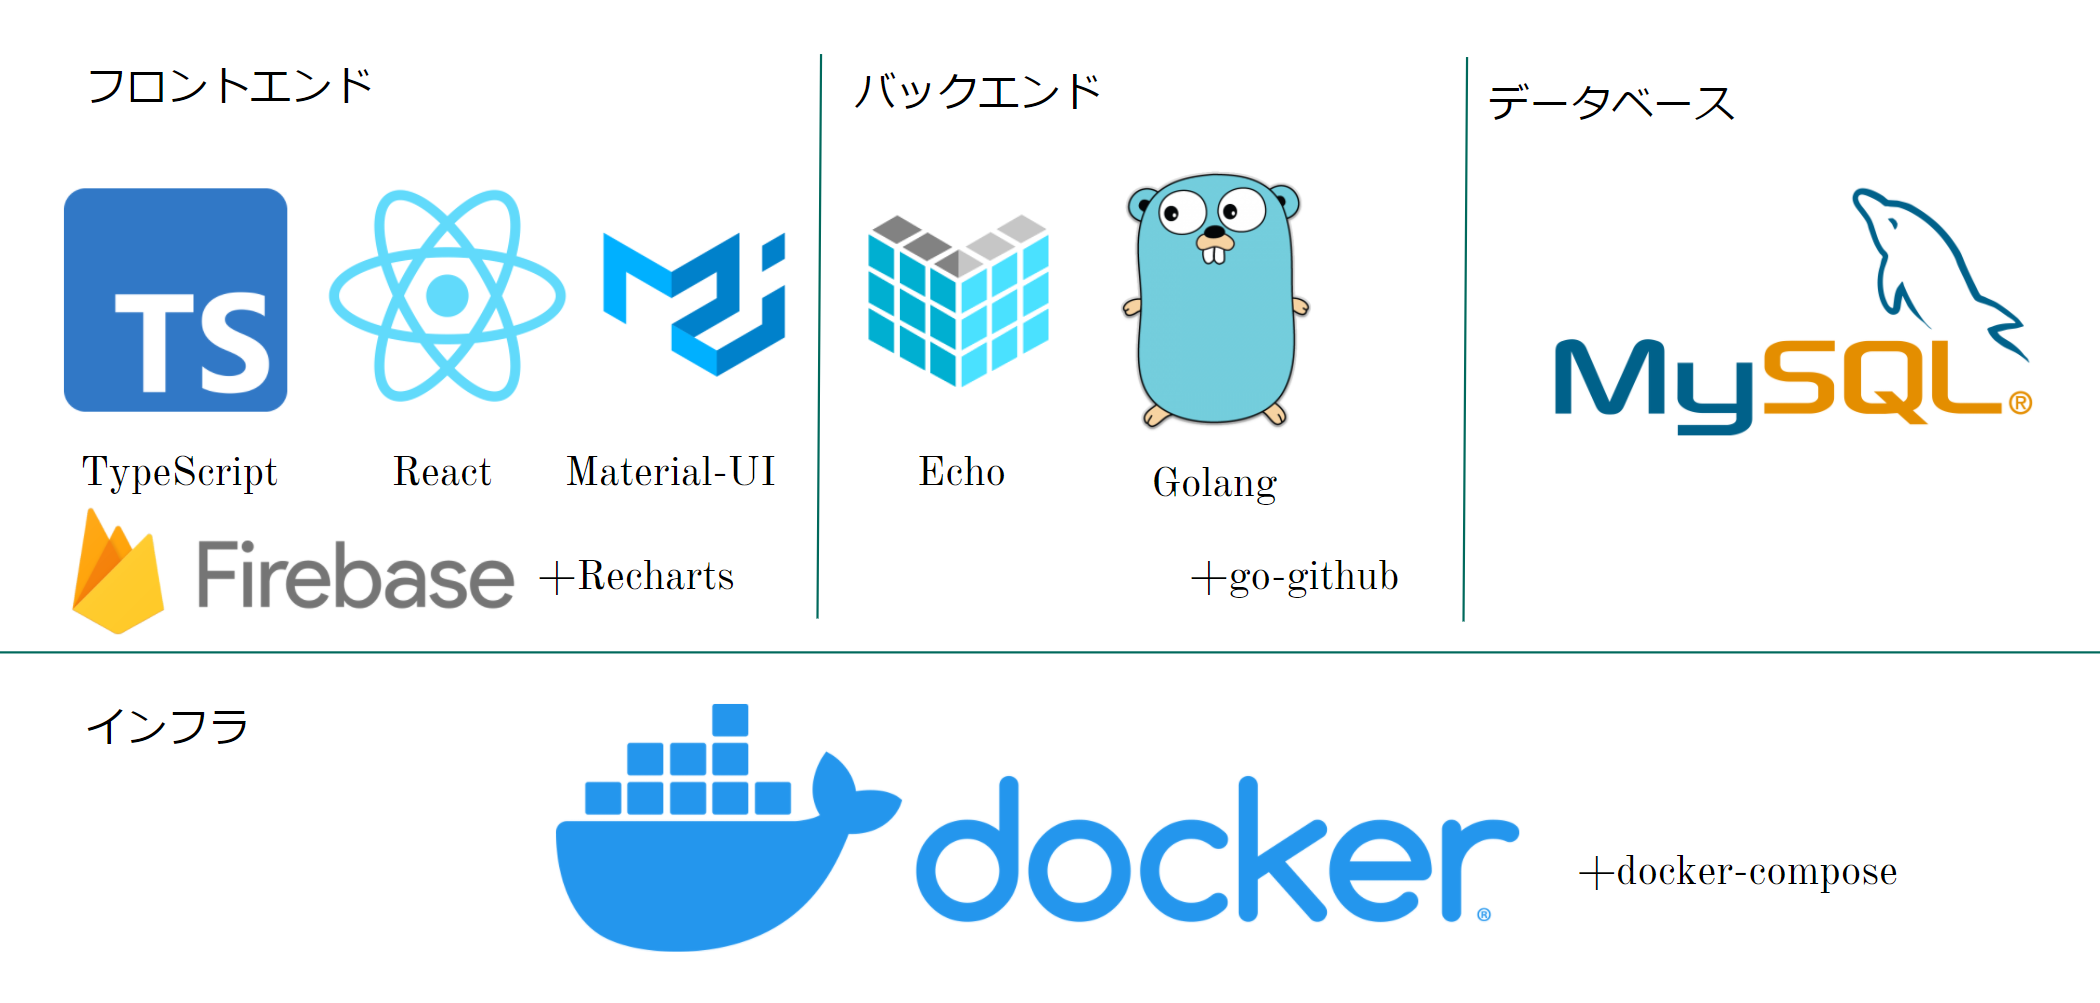 フロントエンド
TS
TypeScript
React
Material-UI
Firebase
+Recharts
バックエンド
Echo
Golang
+go-github
データベース
MySQL®
インフラ
docker®
+docker-compose